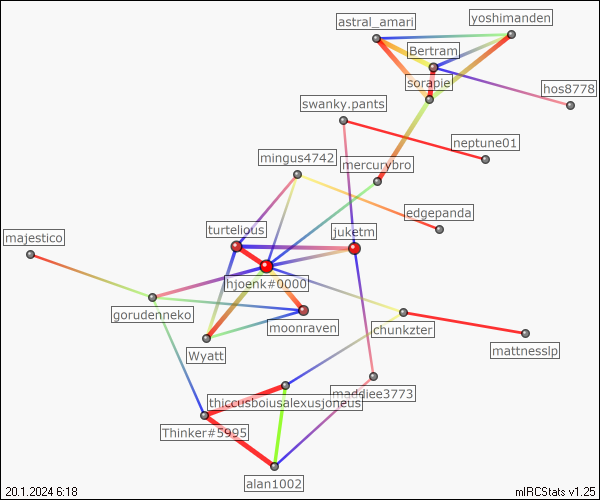 astral_amari
yoshimanden
Bertram
sorapie
hos8778
swanky.pants
neptune01
mingus4742
mercurybro
edgepanda
turtelious
juketm
majestico
hjoenk#0000
gorudenneko
moonraven
chunkzter
Wyatt
mattnesslp
maddiee3773
thiccusboiusalexusjoneus
Thinker#5995
alan1002
20.1.2024 6:18
mIRCStats v1.25